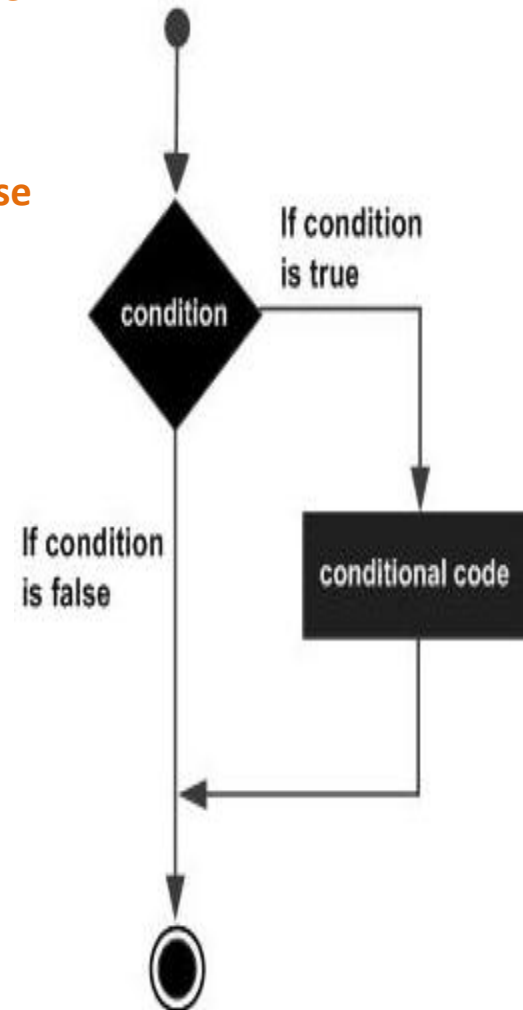 se
If condition
is true
condition
If condition
is false
conditional code